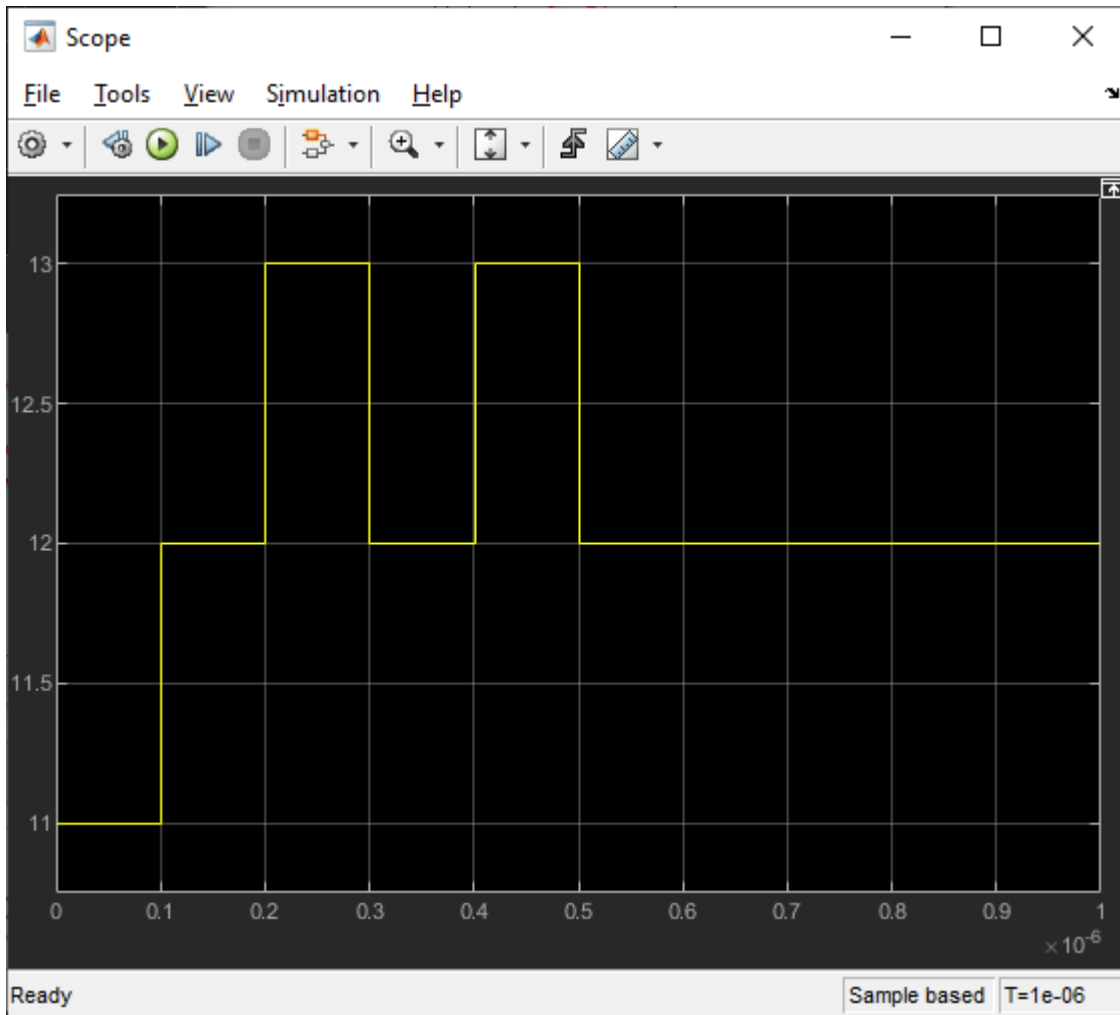 Scope
File Tools View Simulation Help
13
12.5
12
11.5
11
0 0.1 0.2 0.3 0.4 0.5 0.6 0.7 0.8 0.9 1
×10⁻⁶
Ready Sample based T=1e-06